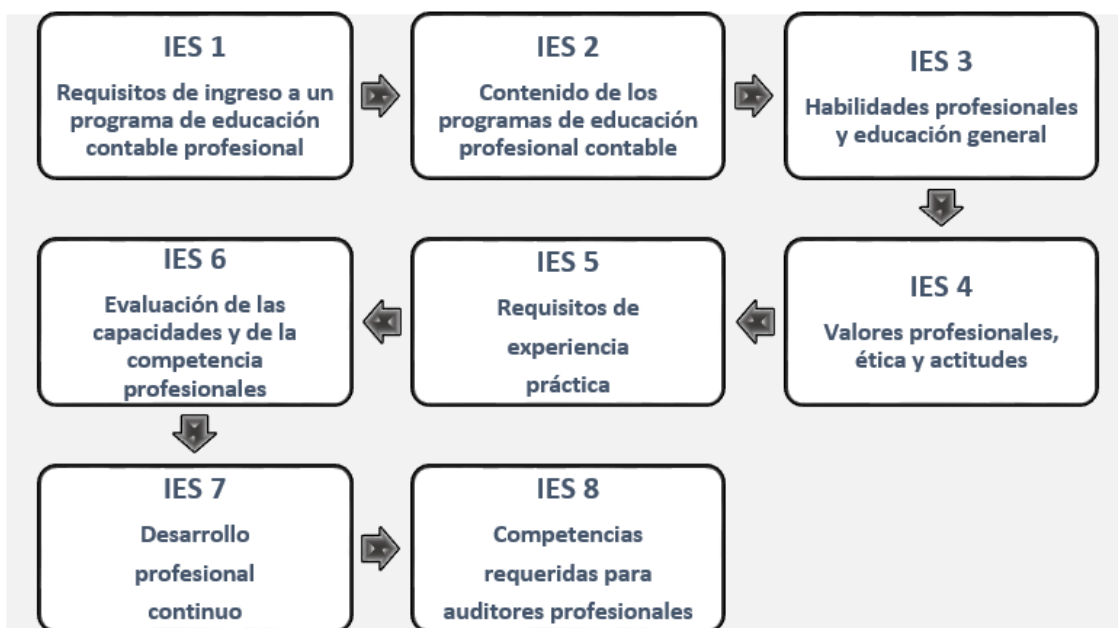 IES 1
Requisitos de ingreso a un
programa de educación
contable profesional
IES 2
Contenido de los
programas de educación
profesional contable
IES 3
Habilidades profesionales
y educación general
IES 4
Valores profesionales,
ética y actitudes
IES 5
Requisitos de
experiencia
práctica
IES 6
Evaluación de las
capacidades y de la
competencia
profesionales
IES 7
Desarrollo
profesional
continuo
IES 8
Competencias
requeridas para
auditores profesionales